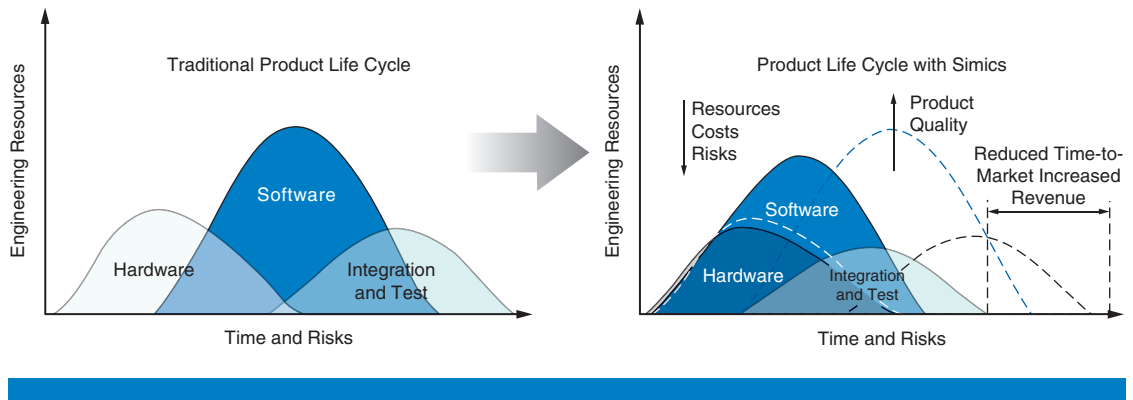 Traditional Product Life Cycle
Engineering Resources
Software
Hardware
Integration
and Test
Time and Risks
Product Life Cycle with Simics
Engineering Resources
Resources
Costs
Risks
Product
Quality
Reduced Time-to-
Market Increased
Revenue
Software
Hardware
Integration
and Test
Time and Risks